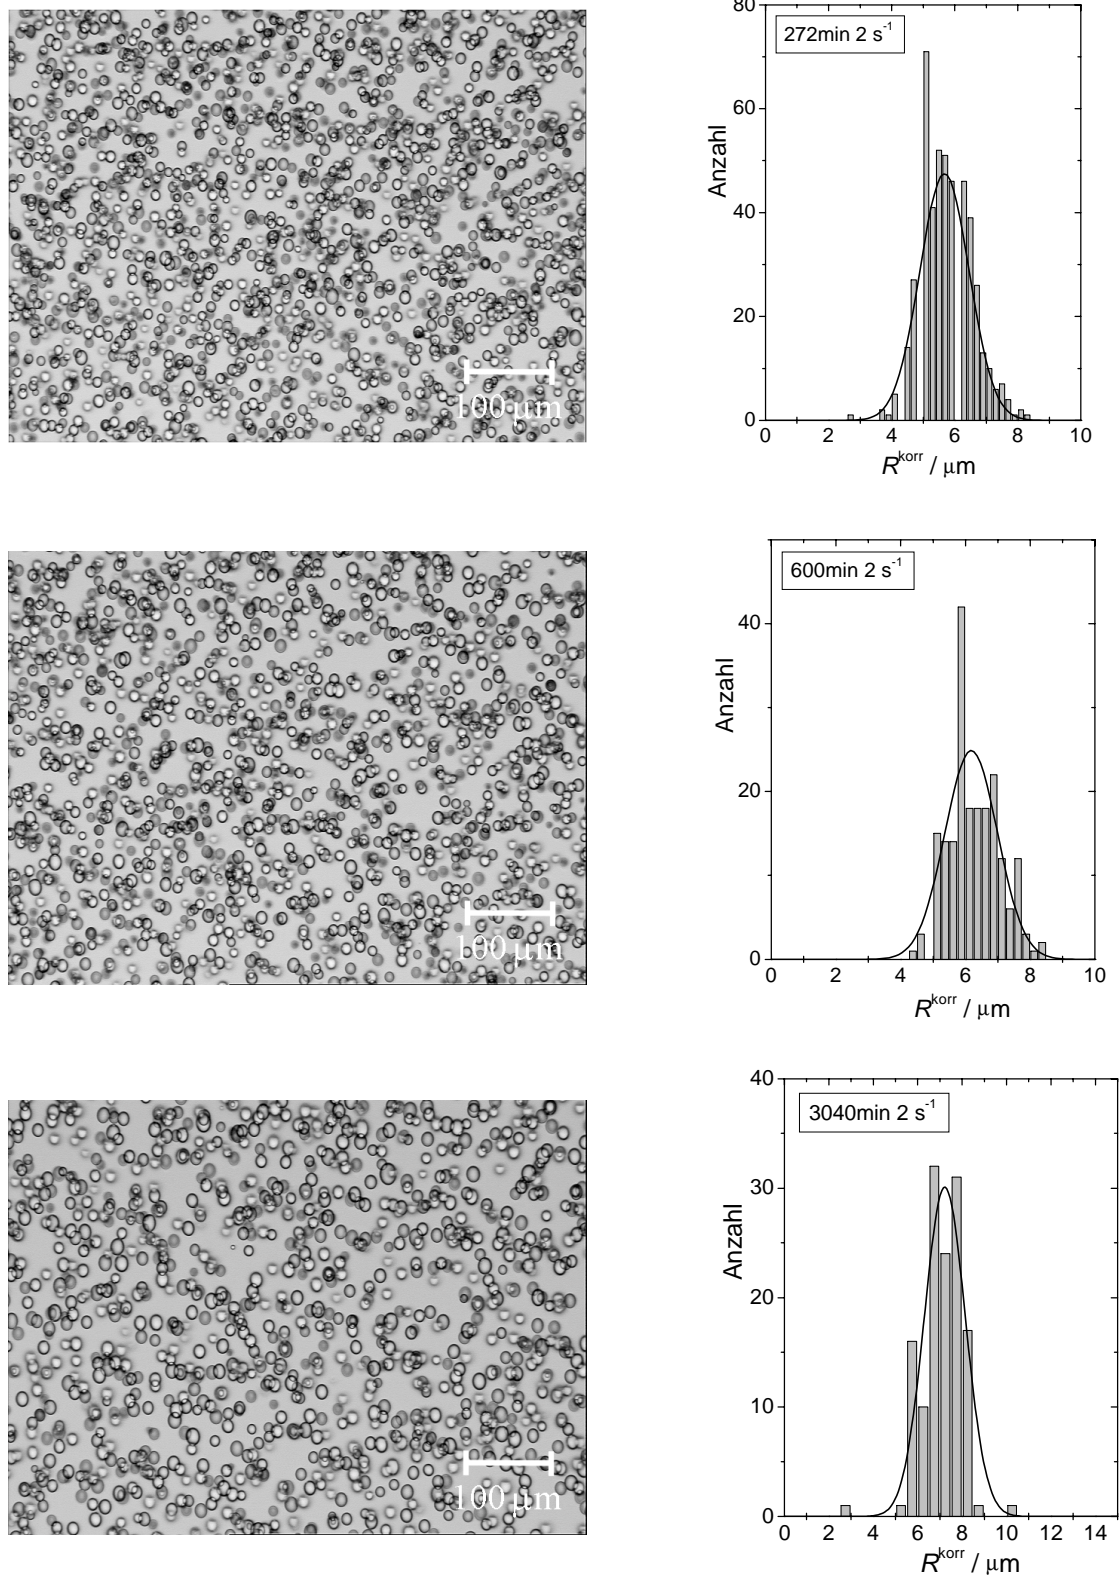 272min 2 s⁻¹
80
60
40
20
0
Anzahl
0 2 4 6 8 10
R^korr / µm
100 µm
600min 2 s⁻¹
40
20
0
Anzahl
0 2 4 6 8 10
R^korr / µm
100 µm
3040min 2 s⁻¹
40
30
20
10
0
Anzahl
0 2 4 6 8 10 12 14
R^korr / µm
100 µm